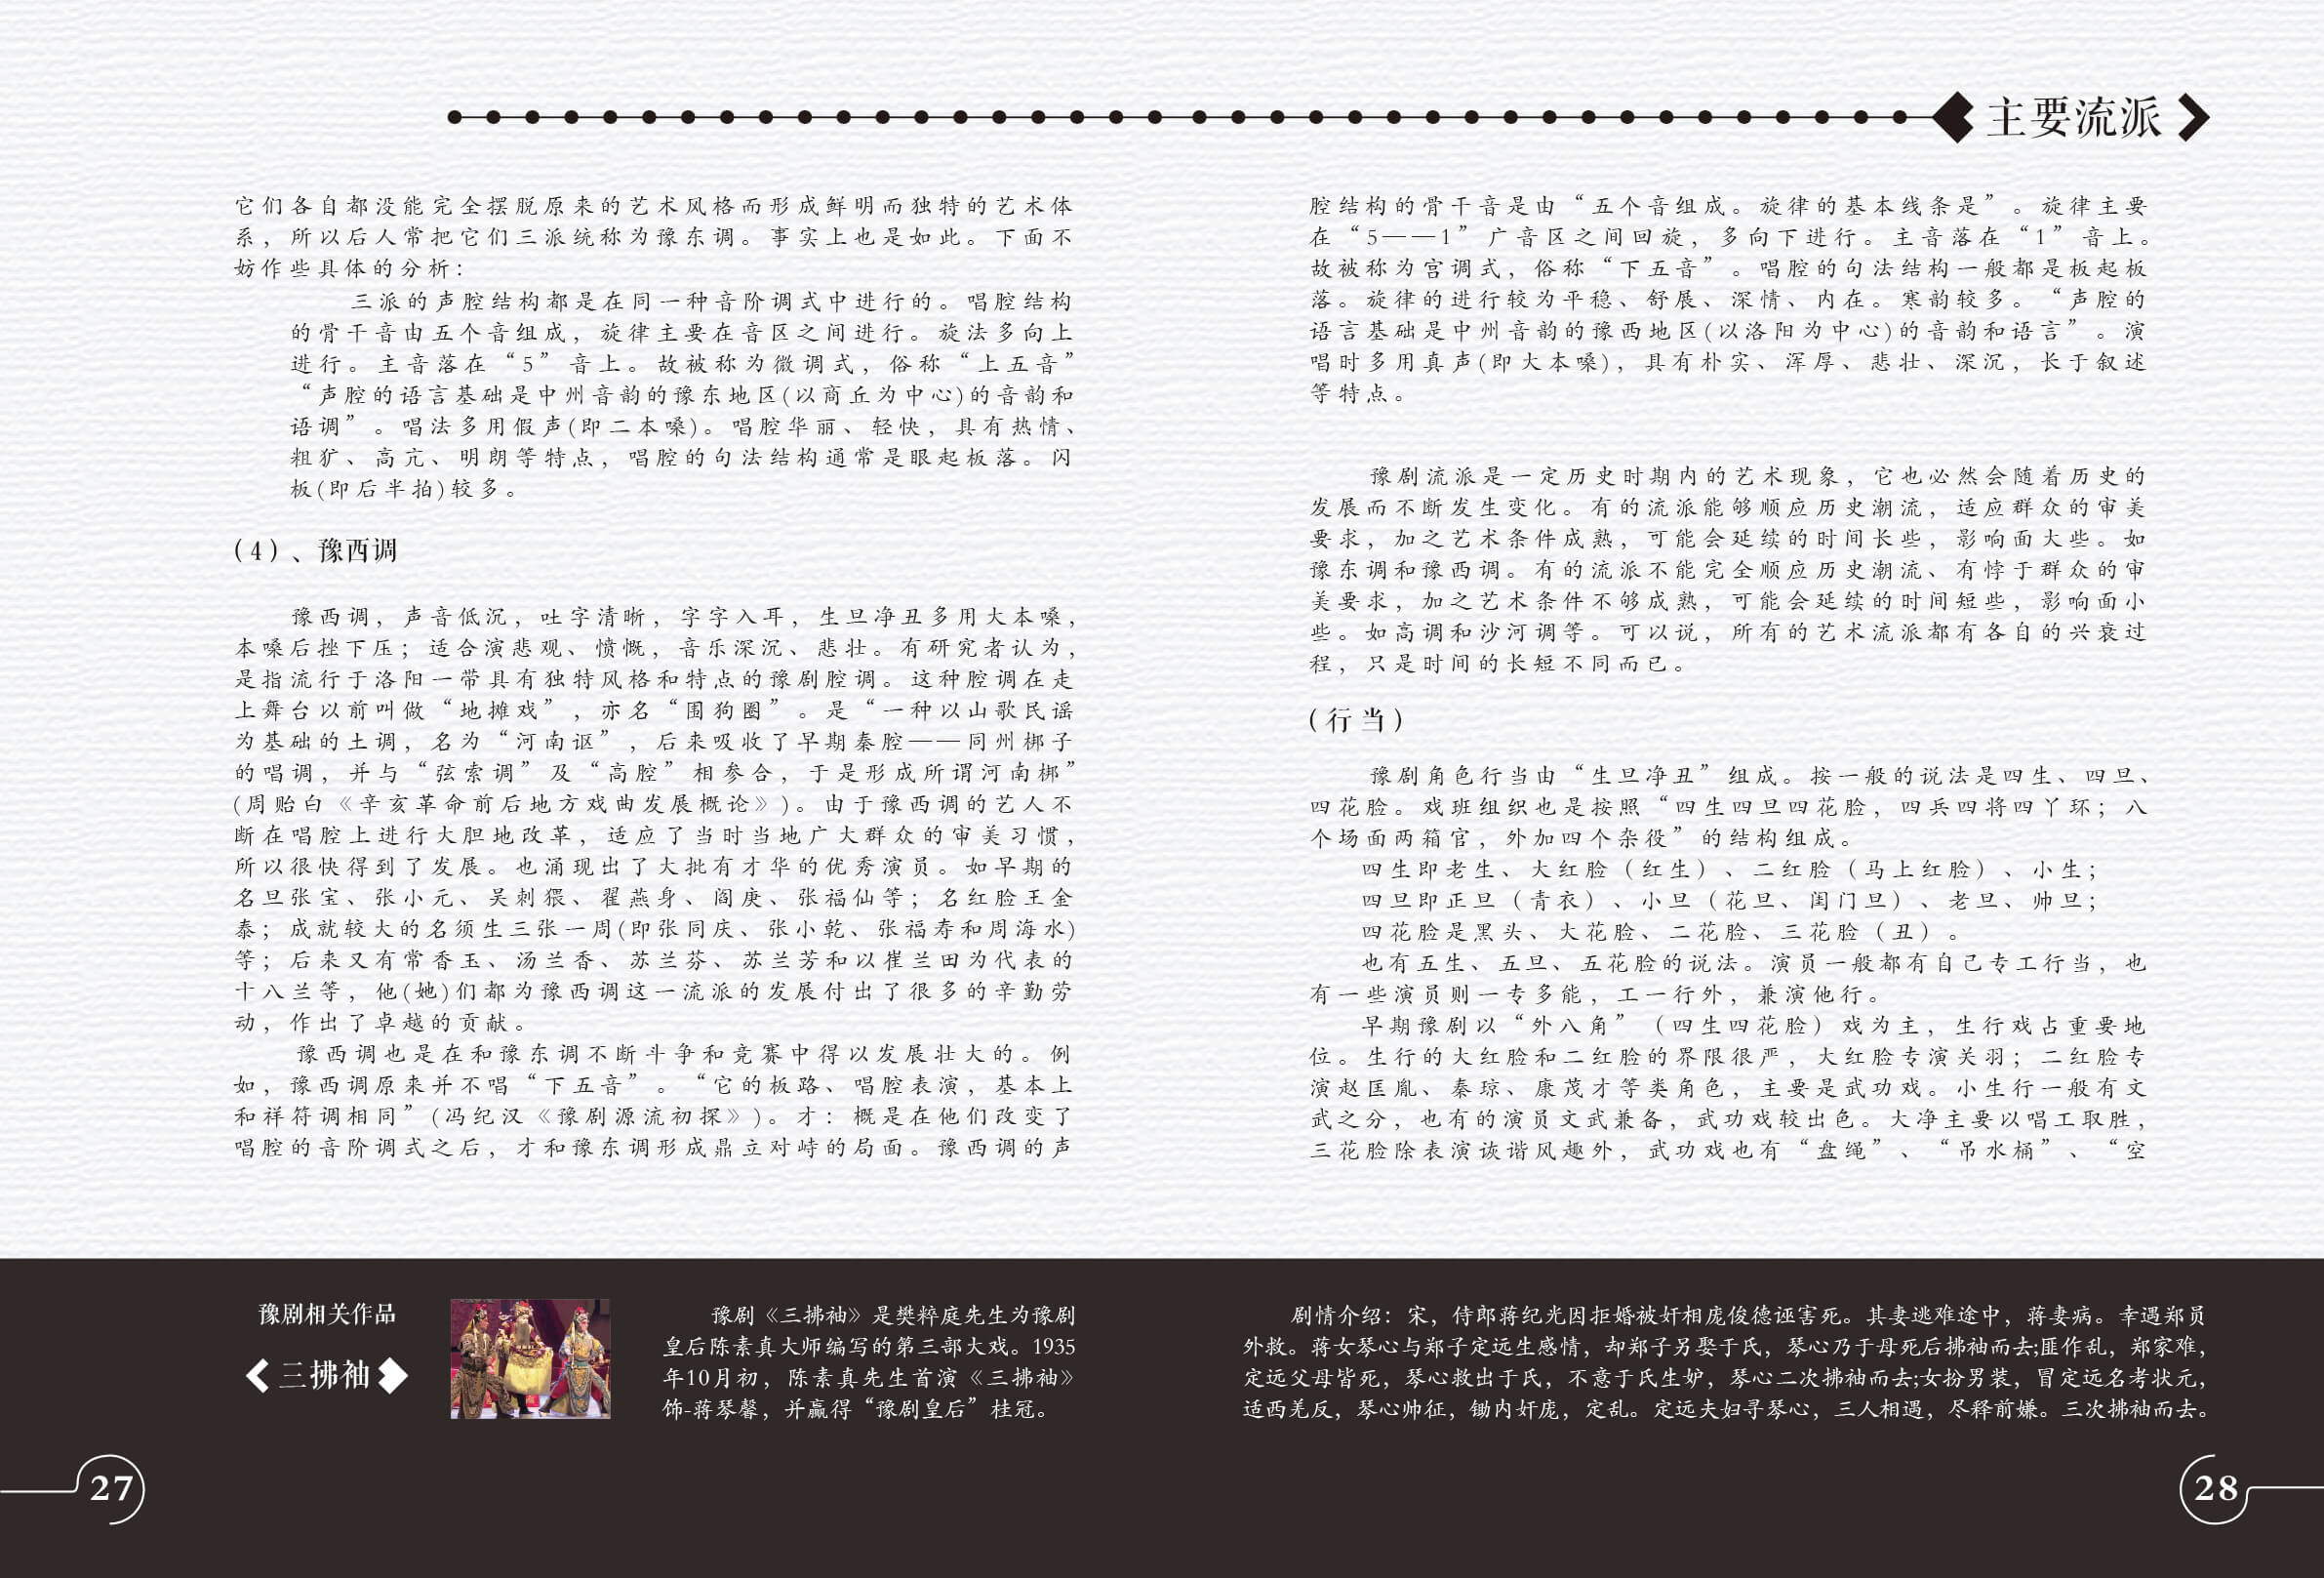 主要流派
它们各自都没能完全摆脱原来的艺术风格而形成鲜明而独特的艺术体
系，所以后人常把它们三派统称为豫东调。事实上也是如此。下面不
妨作些具体的分析：
三派的声腔结构都是在同一种音阶调式中进行的。唱腔结构
的骨干音由五个音组成，旋律主要在音区之间进行。旋法多向上
进行。主音落在“5”音上。故被称为微调式，俗称“上五音”
“声腔的语言基础是中州音韵的豫东地区(以商丘为中心)的音韵和
语调”。唱法多用假声(即二本嗓)。唱腔华丽、轻快，具有热情、
粗犷、高亢、明朗等特点，唱腔的句法结构通常是眼起板落。闪
板(即后半拍)较多。
(4)、豫西调
豫西调，声音低沉，吐字清晰，字字入耳，生旦净丑多用大本嗓，
本嗓后挫下压；适合演悲观、愤慨，音乐深沉、悲壮。有研究者认为，
是指流行于洛阳一带具有独特风格和特点的豫剧腔调。这种腔调在走
上舞台以前叫做“地摊戏”，亦名“围狗圈”。是“一种以山歌民谣
为基础的土调，名为“河南讴”，后来吸收了早期秦腔——同州梆子
的唱调，并与“弦索调”及“高腔”相参合，于是形成所谓河南梆”
(周贻白《辛亥革命前后地方戏曲发展概论》)。由于豫西调的艺人不
断在唱腔上进行大胆地改革，适应了当时当地广大群众的审美习惯，
所以很快得到了发展。也涌现出了大批有才华的优秀演员。如早期的
名旦张宝、张小元、吴刺猥、翟燕身、阎庚、张福仙等；名红脸王金
泰；成就较大的名须生三张一周(即张同庆、张小乾、张福寿和周海水)
等；后来又有常香玉、汤兰香、苏兰芬、苏兰芳和以崔兰田为代表的
十八兰等，他(她)们都为豫西调这一流派的发展付出了很多的辛勤劳
动，作出了卓越的贡献。
豫西调也是在和豫东调不断斗争和竞赛中得以发展壮大的。例
如，豫西调原来并不唱“下五音”。“它的板路、唱腔表演，基本上
和祥符调相同”(冯纪汉《豫剧源流初探》)。才：概是在他们改变了
唱腔的音阶调式之后，才和豫东调形成鼎立对峙的局面。豫西调的声
腔结构的骨干音是由“五个音组成。旋律的基本线条是”。旋律主要
在“5——1”广音区之间回旋，多向下进行。主音落在“1”音上。
故被称为宫调式，俗称“下五音”。唱腔的句法结构一般都是板起板
落。旋律的进行较为平稳、舒展、深情、内在。寒韵较多。“声腔的
语言基础是中州音韵的豫西地区(以洛阳为中心)的音韵和语言”。演
唱时多用真声(即大本嗓)，具有朴实、浑厚、悲壮、深沉，长于叙述
等特点。
豫剧流派是一定历史时期内的艺术现象，它也必然会随着历史的
发展而不断发生变化。有的流派能够顺应历史潮流，适应群众的审美
要求，加之艺术条件成熟，可能会延续的时间长些，影响面大些。如
豫东调和豫西调。有的流派不能完全顺应历史潮流、有悖于群众的审
美要求，加之艺术条件不够成熟，可能会延续的时间短些，影响面小
些。如高调和沙河调等。可以说，所有的艺术流派都有各自的兴衰过
程，只是时间的长短不同而已。
(行当)
豫剧角色行当由“生旦净丑”组成。按一般的说法是四生、四旦、
四花脸。戏班组织也是按照“四生四旦四花脸，四兵四将四丫环；八
个场面两箱官，外加四个杂役”的结构组成。
四生即老生、大红脸（红生）、二红脸（马上红脸）、小生；
四旦即正旦（青衣）、小旦（花旦、闺门旦）、老旦、帅旦；
四花脸是黑头、大花脸、二花脸、三花脸（丑）。
也有五生、五旦、五花脸的说法。演员一般都有自己专工行当，也
有一些演员则一专多能，工一行外，兼演他行。
早期豫剧以“外八角”（四生四花脸）戏为主，生行戏占重要地
位。生行的大红脸和二红脸的界限很严，大红脸专演关羽；二红脸专
演赵匡胤、秦琼、康茂才等类角色，主要是武功戏。小生行一般有文
武之分，也有的演员文武兼备，武功戏较出色。大净主要以唱工取胜，
三花脸除表演诙谐风趣外，武功戏也有“盘绳”、“吊水桶”、“空
豫剧相关作品
三拂袖
豫剧《三拂袖》是樊粹庭先生为豫剧
皇后陈素真大师编写的第三部大戏。1935
年10月初，陈素真先生首演《三拂袖》
饰-蒋琴馨，并赢得“豫剧皇后”桂冠。
剧情介绍：宋，侍郎蒋纪光因拒婚被奸相庞俊德诬害死。其妻逃难途中，蒋妻病。幸遇郑员
外救。蒋女琴心与郑子定远生感情，却郑子另娶于氏，琴心乃于母死后拂袖而去;匪作乱，郑家难，
定远父母皆死，琴心救出于氏，不意于氏生妒，琴心二次拂袖而去;女扮男装，冒定远名考状元，
适西羌反，琴心帅征，锄内奸庞，定乱。定远夫妇寻琴心，三人相遇，尽释前嫌。三次拂袖而去。
27
28